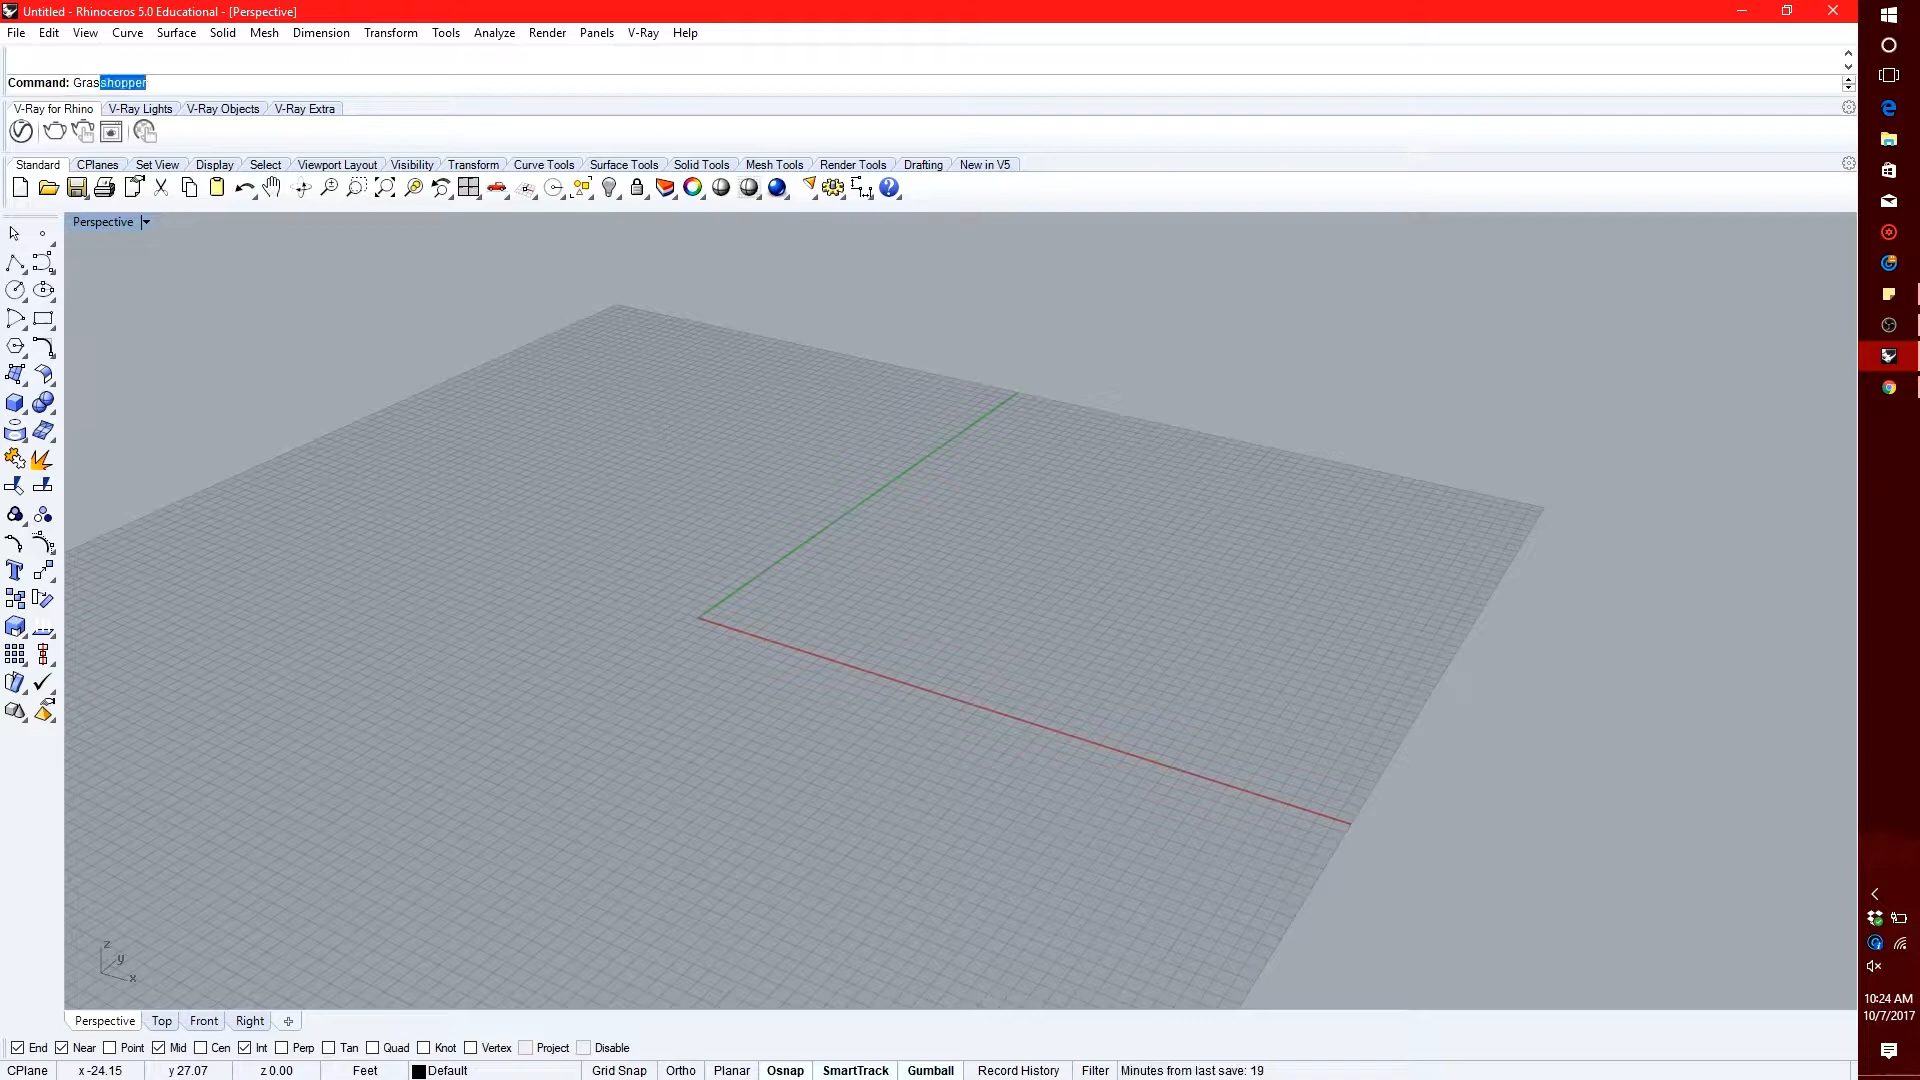 Untitled - Rhinoceros 5.0 Educational - [Perspective]
File Edit View Curve Surface Solid Mesh Dimension Transform Tools Analyze Render Panels V-Ray Help
Command: Grasshopper
V-Ray for Rhino V-Ray Lights V-Ray Objects V-Ray Extra
Standard CPlanes Set View Display Select Viewport Layout Visibility Transform Curve Tools Surface Tools Solid Tools Mesh Tools Render Tools Drafting New in V5
Perspective
z
y
x
10:24 AM
10/7/2017
Perspective Top Front Right
End Near Point Mid Cen Int Perp Tan Quad Knot Vertex Project Disable
CPlane x -24.15 y 27.07 z 0.00 Feet Default Grid Snap Ortho Planar Osnap SmartTrack Gumball Record History Filter Minutes from last save: 19